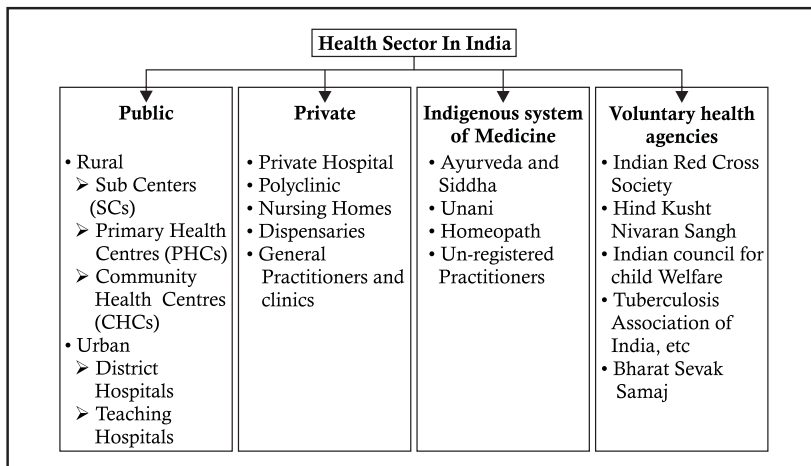 Health Sector In India
Public
• Rural
➢ Sub Centers
(SCs)
➢ Primary Health
Centres (PHCs)
➢ Community
Health Centres
(CHCs)
• Urban
➢ District
Hospitals
➢ Teaching
Hospitals
Private
• Private Hospital
• Polyclinic
• Nursing Homes
• Dispensaries
• General
Practitioners and
clinics
Indigenous system
of Medicine
• Ayurveda and
Siddha
• Unani
• Homeopath
• Un-registered
Practitioners
Voluntary health
agencies
• Indian Red Cross
Society
• Hind Kusht
Nivaran Sangh
• Indian council for
child Welfare
• Tuberculosis
Association of
India, etc
• Bharat Sevak
Samaj